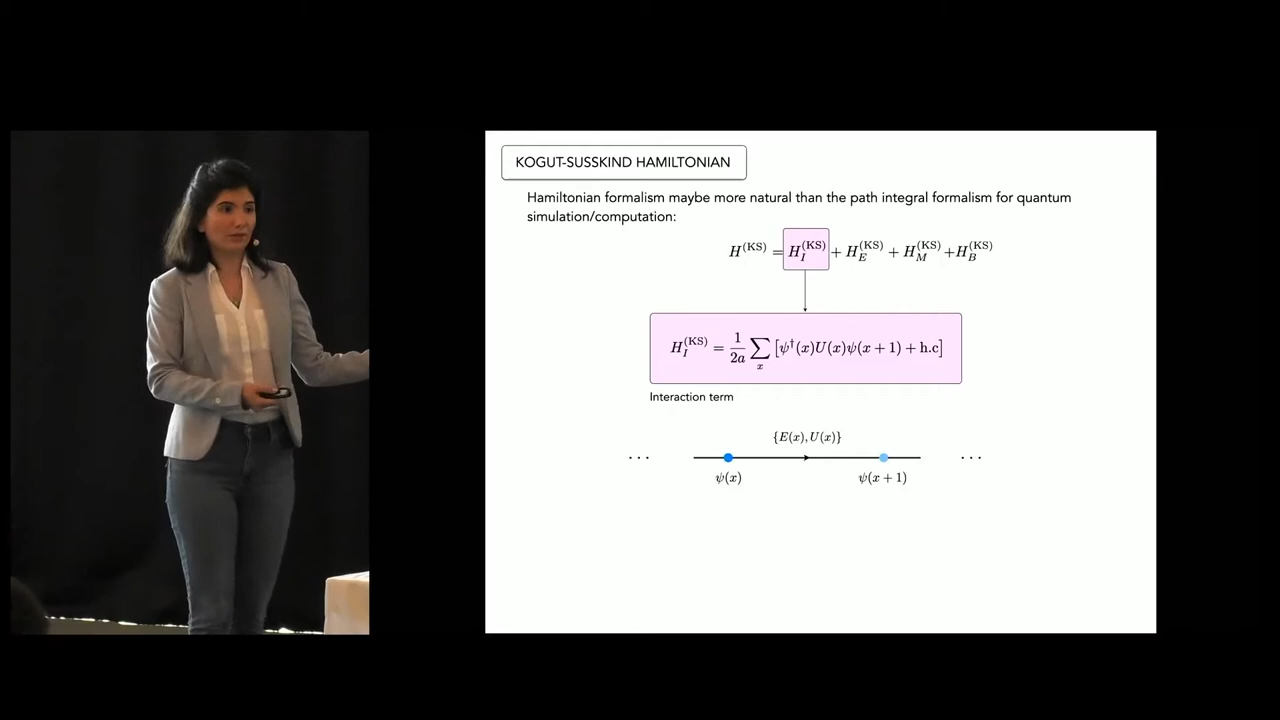 KOGUT-SUSSKIND HAMILTONIAN
Hamiltonian formalism maybe more natural than the path integral formalism for quantum
simulation/computation:
H^(KS) = H_I^(KS) + H_E^(KS) + H_M^(KS) + H_B^(KS)
H_I^(KS) = 1/2a ∑_x [ψ†(x)U(x)ψ(x + 1) + h.c]
Interaction term
{E(x), U(x)}
··· ···
ψ(x) ψ(x + 1)